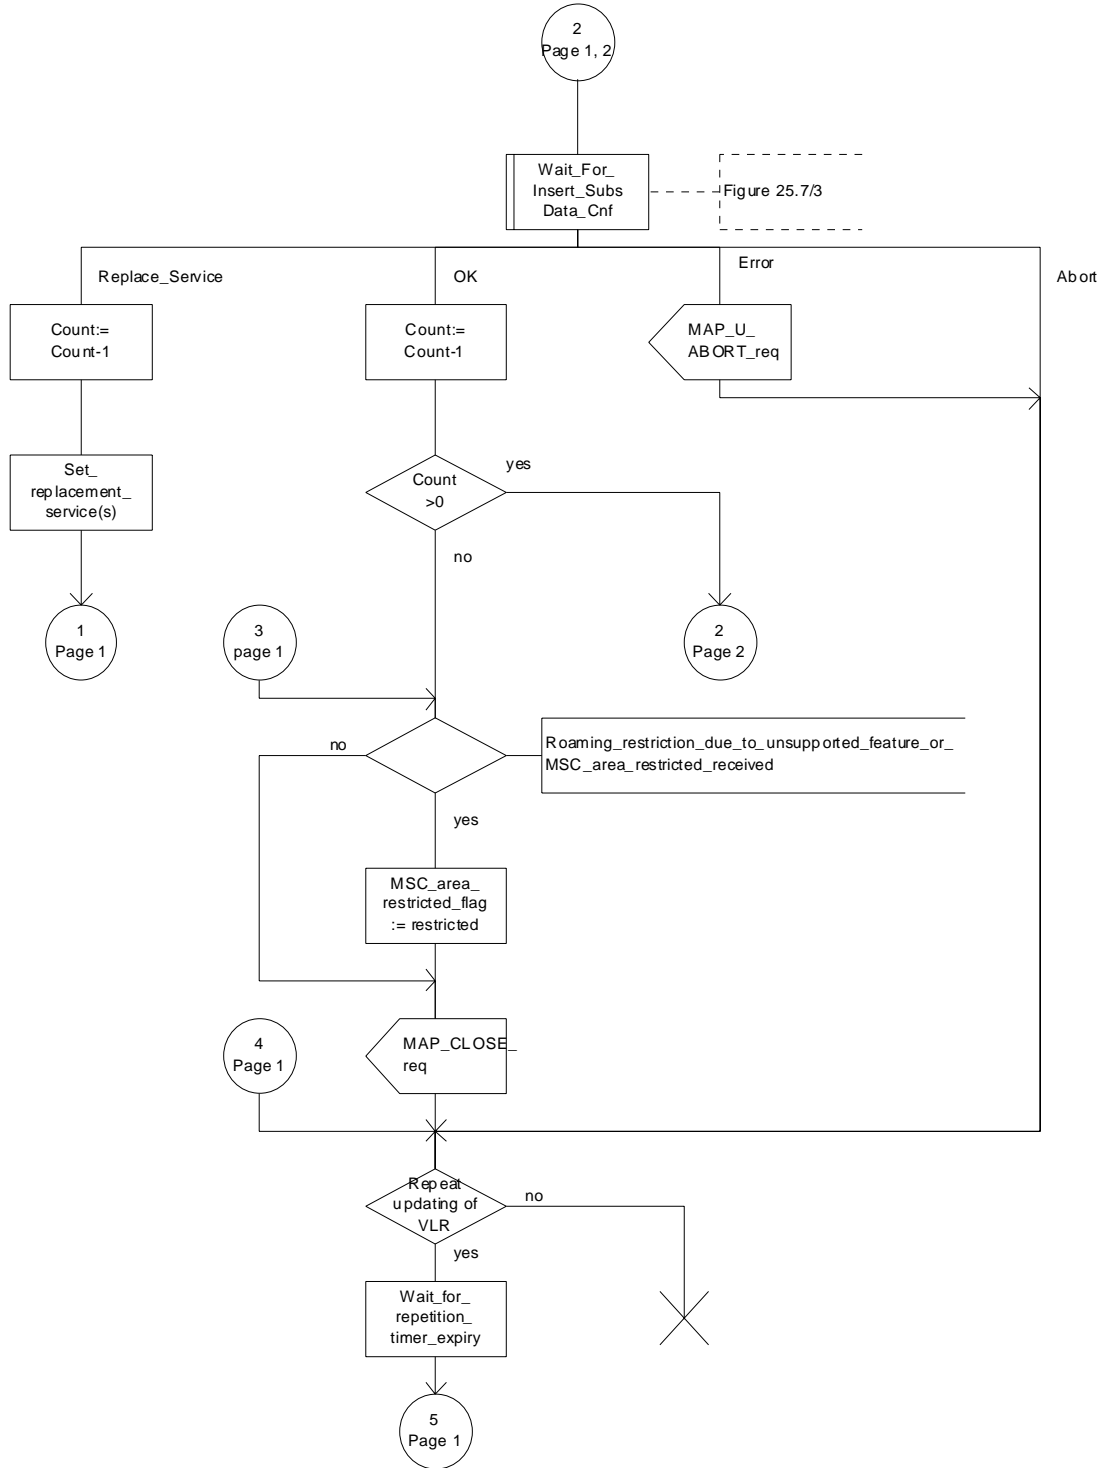 2
Page 1, 2
Wait_For_
Insert_Subs
Data_Cnf
Figure 25.7/3
Replace_Service
OK
Error
Abort
Count:=
Count-1
Count:=
Count-1
MAP_U_
ABORT_req
Set_
replacement_
service(s)
Count
>0
yes
no
1
Page 1
3
page 1
2
Page 2
no
Roaming_restriction_due_to_unsupported_feature_or_
MSC_area_restricted_received
yes
MSC_area_
restricted_flag
:= restricted
4
Page 1
MAP_CLOSE_
req
Repeat
updating of
VLR
no
yes
Wait_for_
repetition_
timer_expiry
5
Page 1